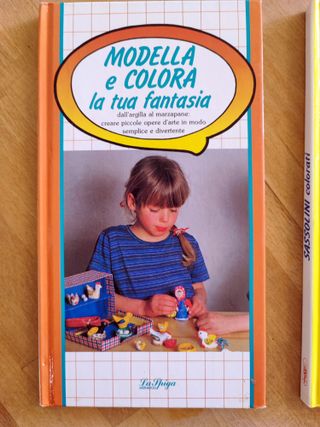 MODELLA
e COLORA
la tua fantasia
dall'argilla al marzapane:
creare piccole opere d'arte in modo
semplice e divertente
La Spiga
SASSOLINI colorati